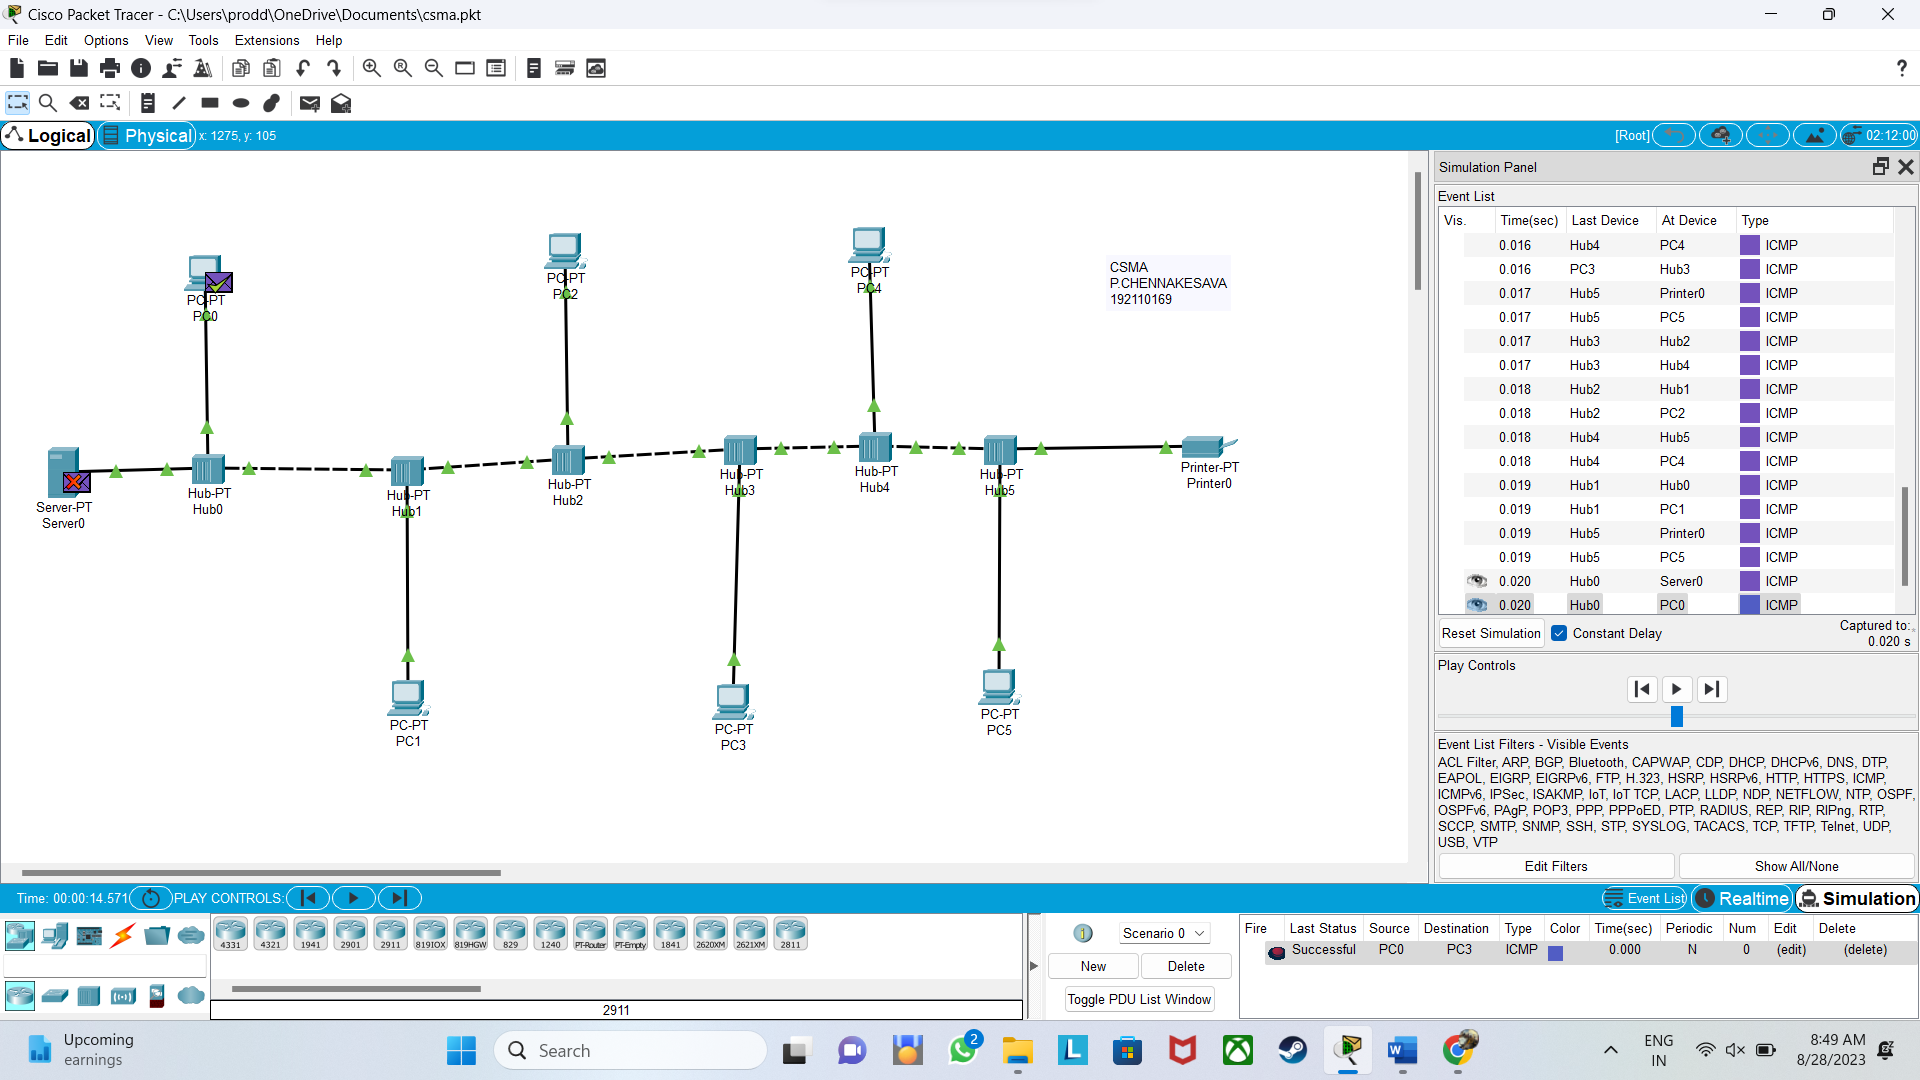 Cisco Packet Tracer - C:\Users\prodd\OneDrive\Documents\csma.pkt
File Edit Options View Tools Extensions Help
?
Logical Physical x: 1275, y: 105 [Root] 02:12:00
Simulation Panel
Event List
Vis. Time(sec) Last Device At Device Type
0.016 Hub4 PC4 ICMP
0.016 PC3 Hub3 ICMP
0.017 Hub5 Printer0 ICMP
0.017 Hub5 PC5 ICMP
0.017 Hub3 Hub2 ICMP
0.017 Hub3 Hub4 ICMP
0.018 Hub2 Hub1 ICMP
0.018 Hub2 PC2 ICMP
0.018 Hub4 Hub5 ICMP
0.018 Hub4 PC4 ICMP
0.019 Hub1 Hub0 ICMP
0.019 Hub1 PC1 ICMP
0.019 Hub5 Printer0 ICMP
0.019 Hub5 PC5 ICMP
0.020 Hub0 Server0 ICMP
0.020 Hub0 PC0 ICMP
Reset Simulation Constant Delay Captured to:
0.020 s
Play Controls
Event List Filters - Visible Events
ACL Filter, ARP, BGP, Bluetooth, CAPWAP, CDP, DHCP, DHCPv6, DNS, DTP,
EAPOL, EIGRP, EIGRPv6, FTP, H.323, HSRP, HSRPv6, HTTP, HTTPS, ICMP,
ICMPv6, IPSec, ISAKMP, IoT, IoT TCP, LACP, LLDP, NDP, NETFLOW, NTP, OSPF,
OSPFv6, PAgP, POP3, PPP, PPPoED, PTP, RADIUS, REP, RIP, RIPng, RTP,
SCCP, SMTP, SNMP, SSH, STP, SYSLOG, TACACS, TCP, TFTP, Telnet, UDP,
USB, VTP
Edit Filters Show All/None
PC-PT
PC0
PC-PT
PC2
PC-PT
PC4
CSMA
P.CHENNAKESAVA
192110169
Server-PT
Server0
Hub-PT
Hub0
Hub-PT
Hub1
Hub-PT
Hub2
Hub-PT
Hub3
Hub-PT
Hub4
Hub-PT
Hub5
Printer-PT
Printer0
PC-PT
PC1
PC-PT
PC3
PC-PT
PC5
Time: 00:00:14.571 PLAY CONTROLS: Event List Realtime Simulation
4331 4321 1941 2901 2911 819IOX 819HGW 829 1240 PT-Router PT-Empty 1841 2620XM 2621XM 2811
2911
1 Scenario 0
New Delete
Toggle PDU List Window
Fire Last Status Source Destination Type Color Time(sec) Periodic Num Edit Delete
Successful PC0 PC3 ICMP 0.000 N 0 (edit) (delete)
Upcoming
earnings
Search
2
L
W
ENG
IN
8:49 AM
8/28/2023